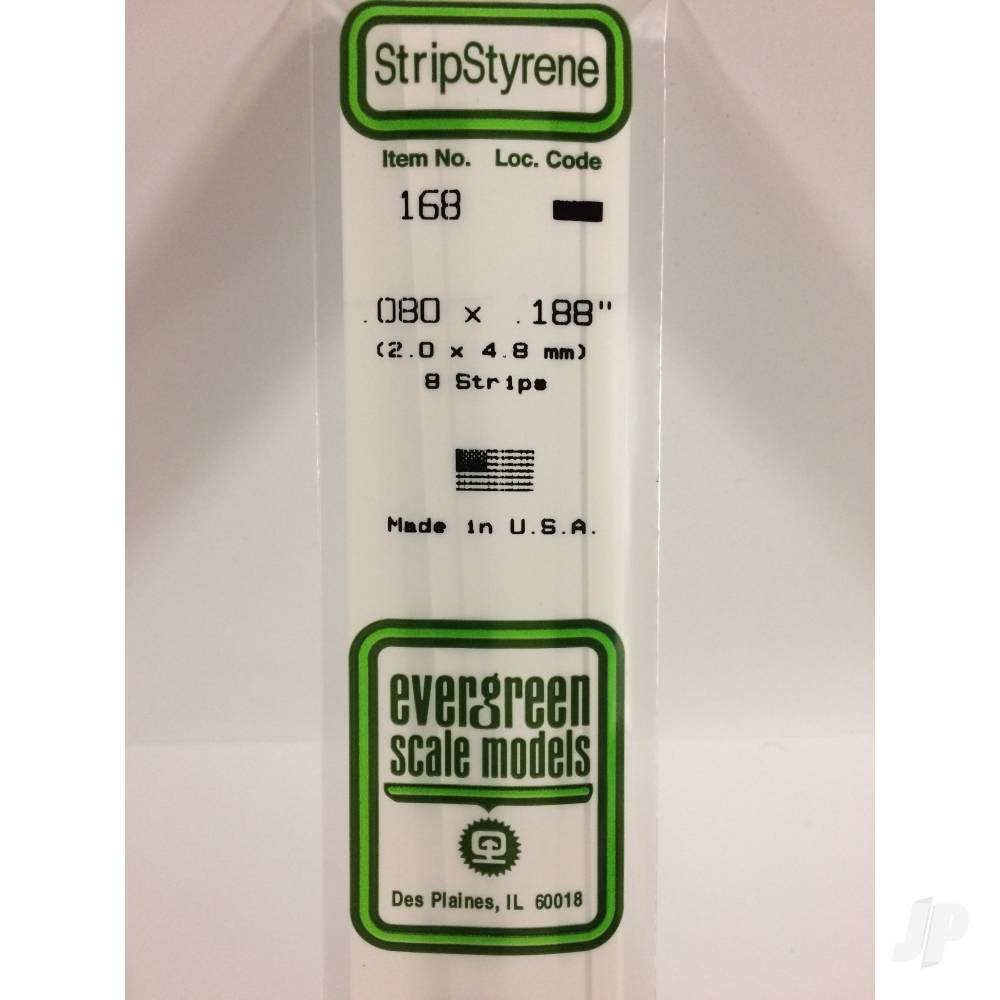 StripStyrene
Item No. Loc. Code
168
.080 x .188"
(2.0 x 4.8 mm)
8 Strips
Made in U.S.A.
evergreen
scale models
Des Plaines, IL 60018
JP